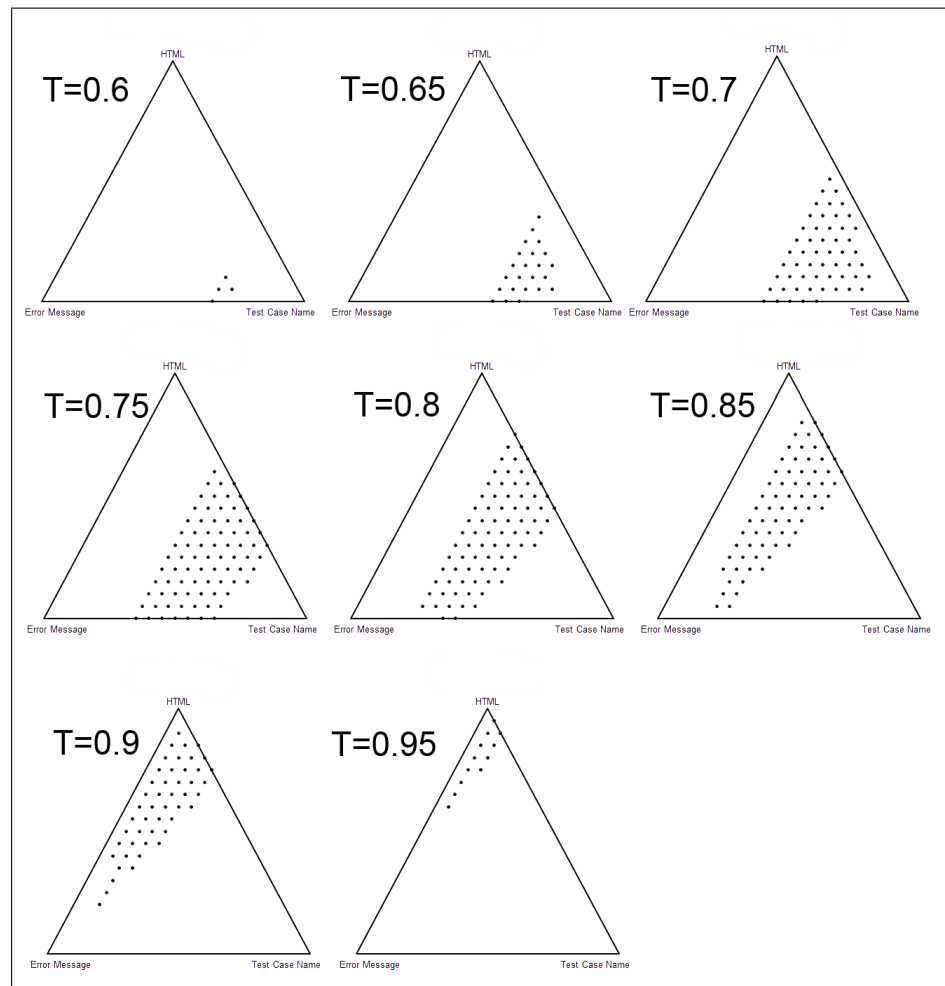 HTML
T=0.6
Error Message
Test Case Name
HTML
T=0.65
Error Message
Test Case Name
HTML
T=0.7
Error Message
Test Case Name
HTML
T=0.75
Error Message
Test Case Name
HTML
T=0.8
Error Message
Test Case Name
HTML
T=0.85
Error Message
Test Case Name
HTML
T=0.9
Error Message
Test Case Name
HTML
T=0.95
Error Message
Test Case Name